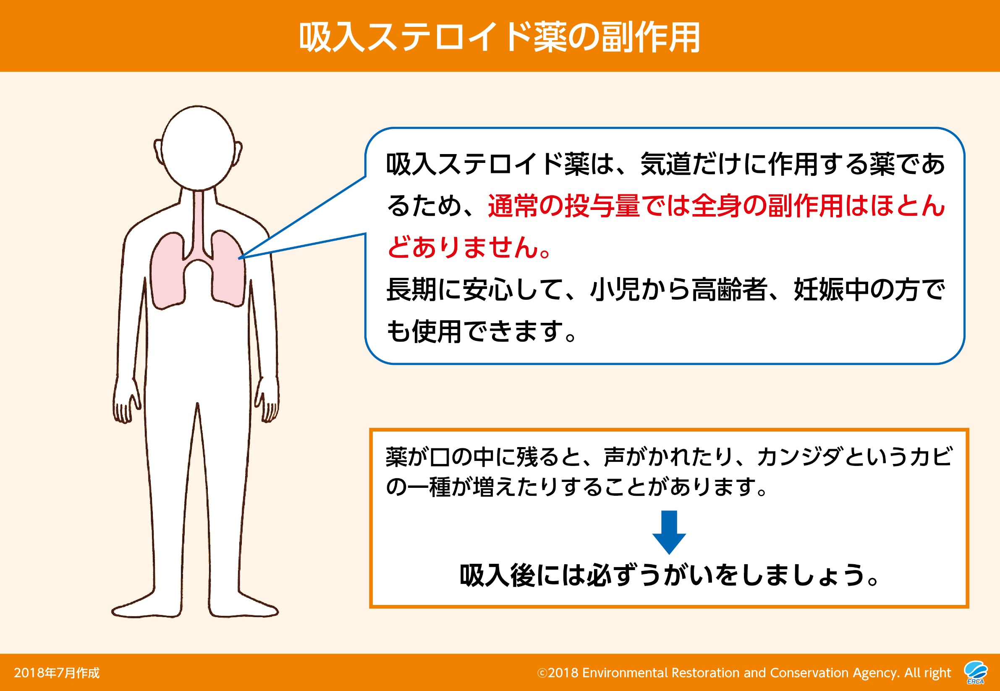 吸入ステロイド薬の副作用
吸入ステロイド薬は、気道だけに作用する薬であ
るため、通常の投与量では全身の副作用はほとん
どありません。
長期に安心して、小児から高齢者、妊娠中の方で
も使用できます。
薬が口の中に残ると、声がかれたり、カンジダというカビ
の一種が増えたりすることがあります。
吸入後には必ずうがいをしましょう。
2018年7月作成
©2018 Environmental Restoration and Conservation Agency. All right
ERCA